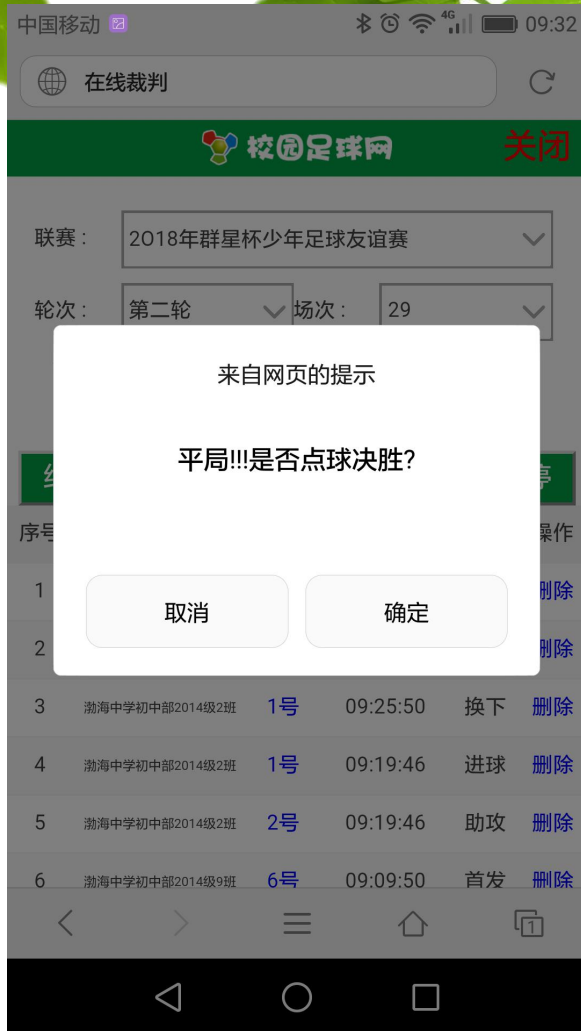 中国移动 4G 09:32
在线裁判
校园足球网 关闭
联赛： 2018年群星杯少年足球友谊赛
轮次： 第二轮 场次： 29
来自网页的提示
平局!!!是否点球决胜?
序号 操作
取消 确定
1 删除
2 删除
3 渤海中学初中部2014级2班 1号 09:25:50 换下 删除
4 渤海中学初中部2014级2班 1号 09:19:46 进球 删除
5 渤海中学初中部2014级2班 2号 09:19:46 助攻 删除
6 渤海中学初中部2014级9班 6号 09:09:50 首发 删除
1